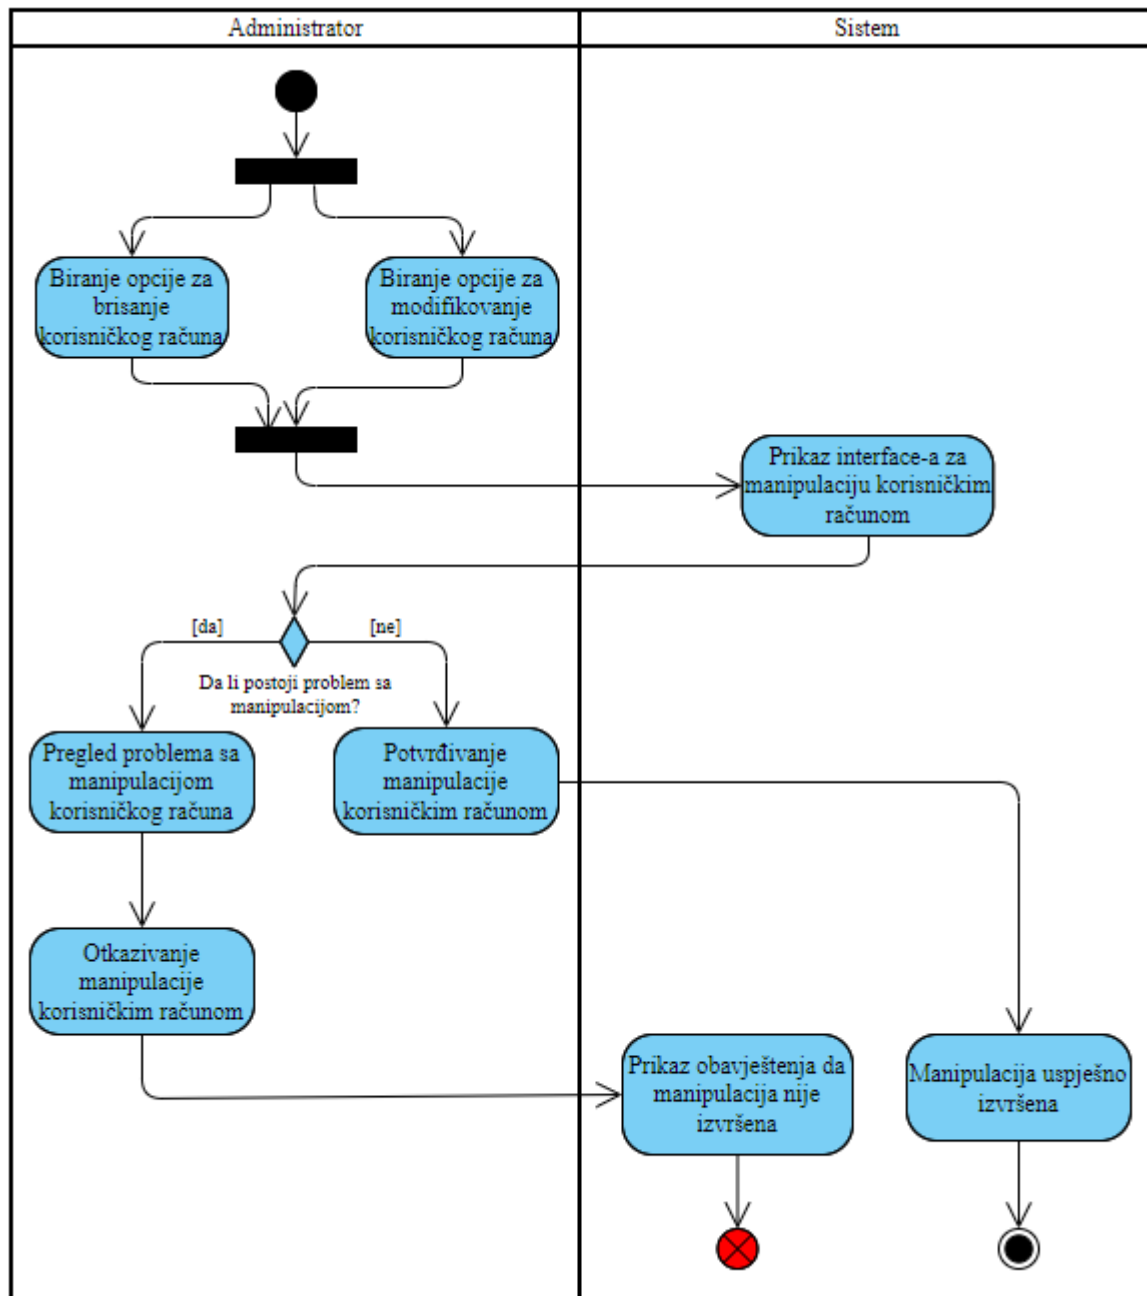 Administrator
Sistem
Biranje opcije za
brisanje
korisničkog računa
Biranje opcije za
modifikovanje
korisničkog računa
Prikaz interface-a za
manipulaciju korisničkim
računom
[da]
[ne]
Da li postoji problem sa
manipulacijom?
Pregled problema sa
manipulacijom
korisničkog računa
Potvrđivanje
manipulacije
korisničkim računom
Otkazivanje
manipulacije
korisničkim računom
Prikaz obavještenja da
manipulacija nije
izvršena
Manipulacija uspješno
izvršena